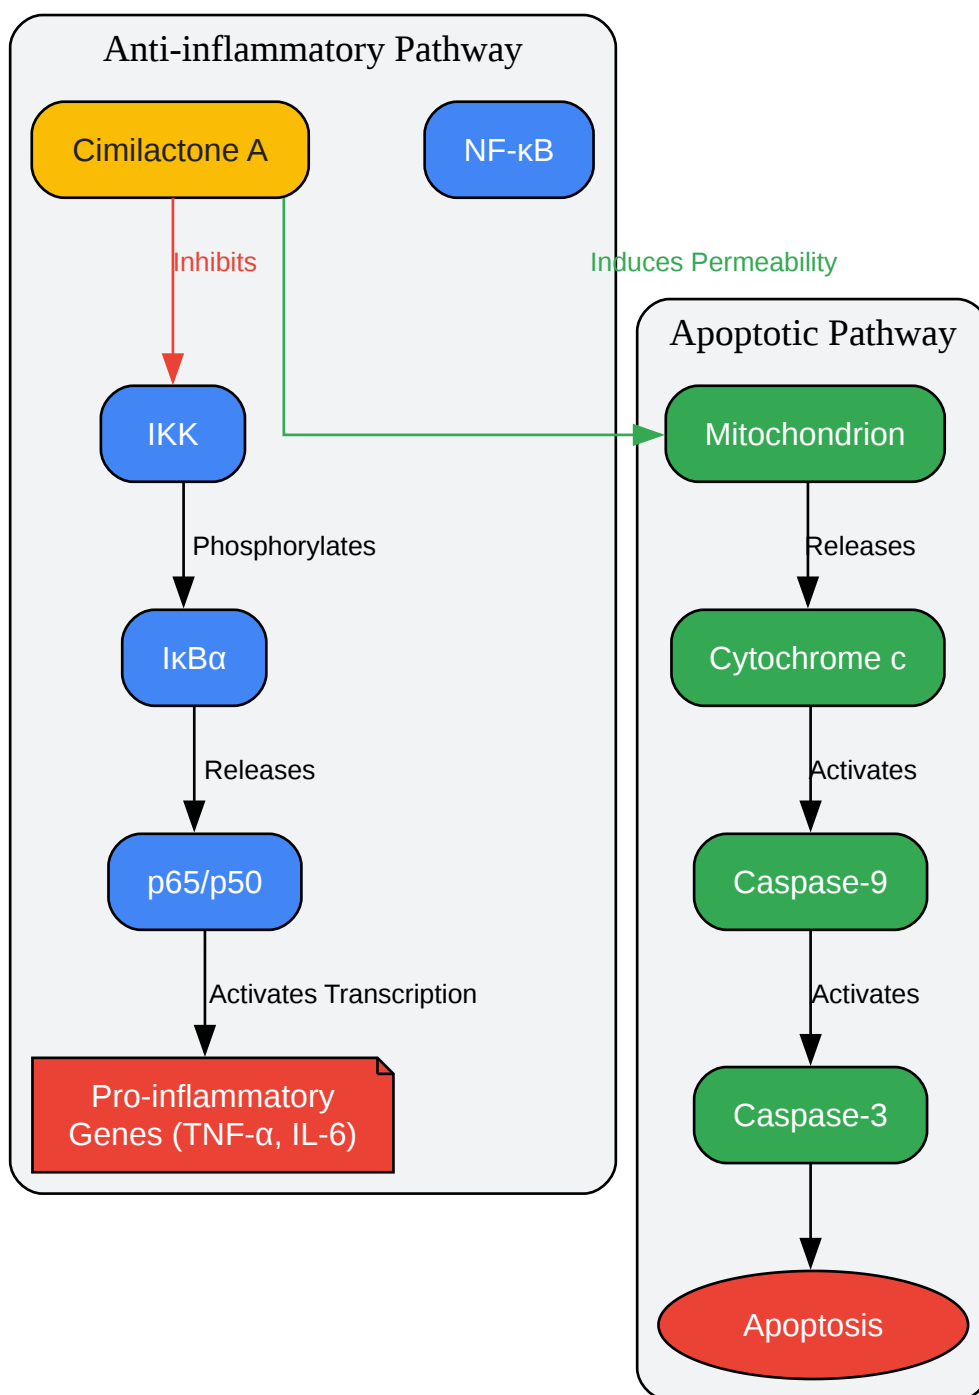 Anti-inflammatory Pathway
Cimilactone A
NF-κB
Inhibits
Induces Permeability
IKK
Phosphorylates
IκBα
Releases
p65/p50
Activates Transcription
Pro-inflammatory
Genes (TNF-α, IL-6)
Apoptotic Pathway
Mitochondrion
Releases
Cytochrome c
Activates
Caspase-9
Activates
Caspase-3
Apoptosis